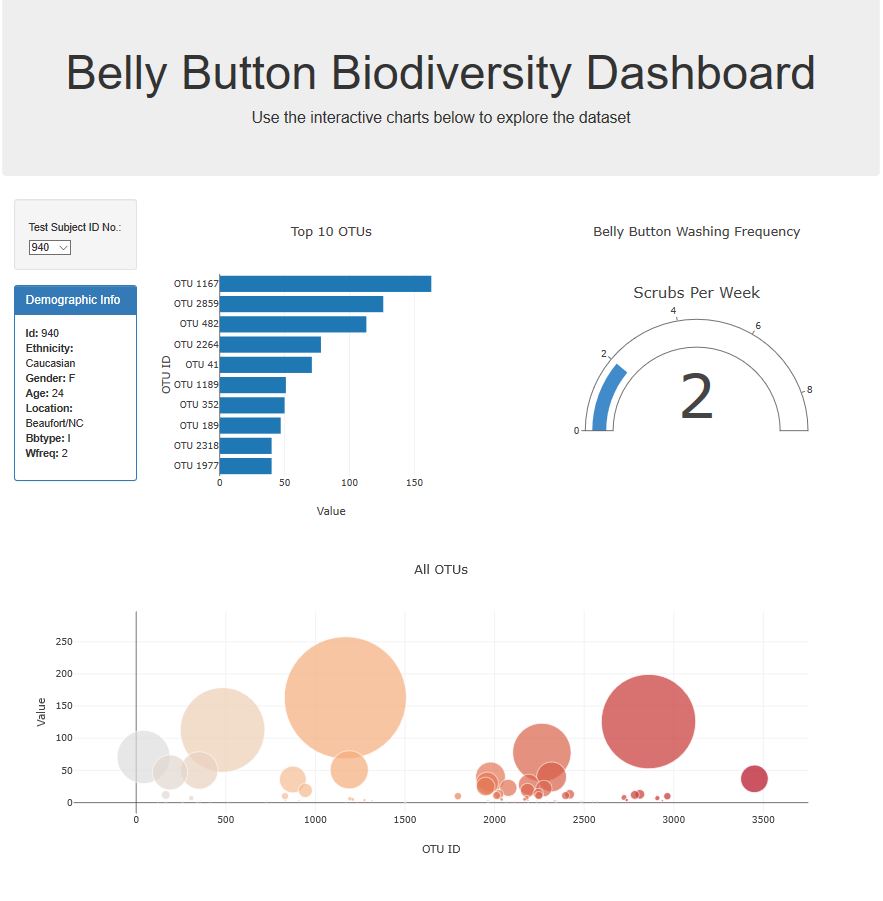 Belly Button Biodiversity Dashboard
Use the interactive charts below to explore the dataset
Test Subject ID No.:
940
Demographic Info
Id: 940
Ethnicity:
Caucasian
Gender: F
Age: 24
Location:
Beaufort/NC
Bbtype: I
Wfreq: 2
Top 10 OTUs
OTU ID
OTU 1167
OTU 2859
OTU 482
OTU 2264
OTU 41
OTU 1189
OTU 352
OTU 189
OTU 2318
OTU 1977
0 50 100 150
Value
Belly Button Washing Frequency
Scrubs Per Week
0
2
4
6
8
2
All OTUs
Value
250
200
150
100
50
0
0 500 1000 1500 2000 2500 3000 3500
OTU ID